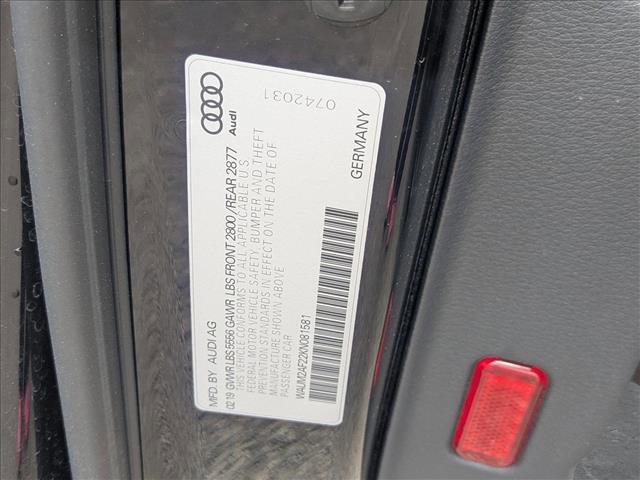 MFD. BY AUDI AG
02 19 GVWR LBS 5556 GAWR LBS FRONT 2800 / REAR 2877
THIS VEHICLE CONFORMS TO ALL APPLICABLE U.S.
FEDERAL MOTOR VEHICLE SAFETY, BUMPER AND THEFT
PREVENTION STANDARDS IN EFFECT ON THE DATE OF
MANUFACTURE SHOWN ABOVE.
PASSENGER CAR
WAUM2AF22KN081581
Audi
0742031
GERMANY